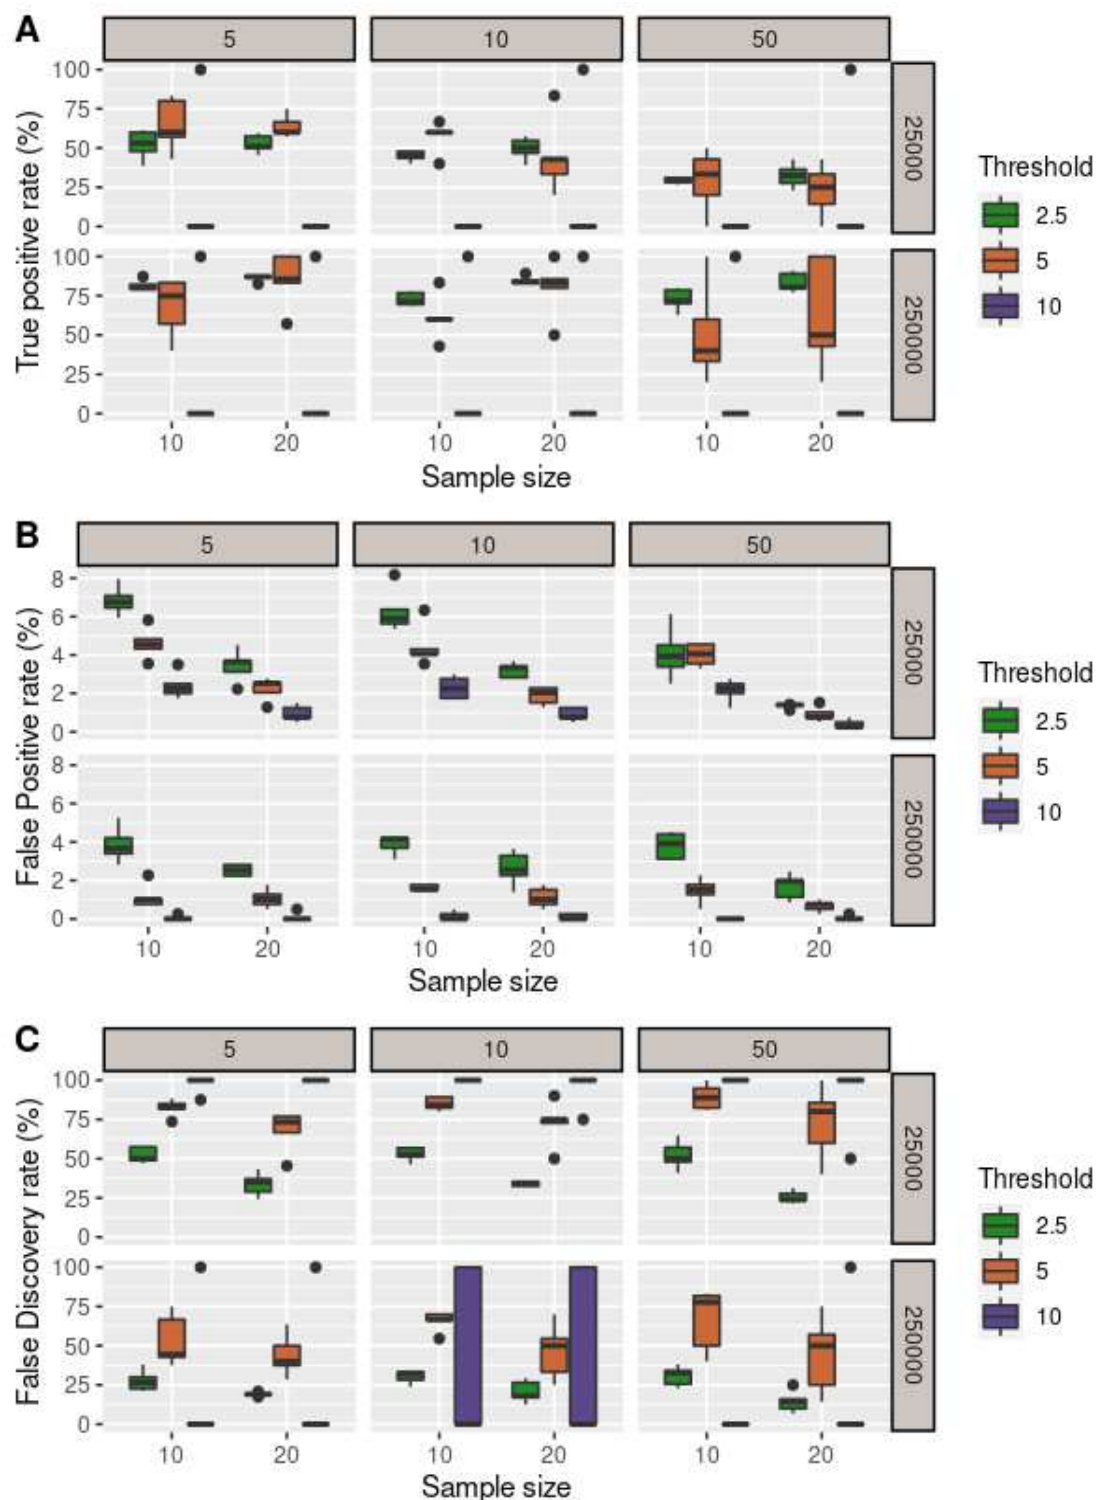 A
5 10 50
True positive rate (%)
100
75
50
25
0
25000
100
75
50
25
0
250000
10 20 10 20 10 20
Sample size
Threshold
2.5
5
10
B
5 10 50
False Positive rate (%)
8
6
4
2
0
25000
8
6
4
2
0
250000
10 20 10 20 10 20
Sample size
Threshold
2.5
5
10
C
5 10 50
False Discovery rate (%)
100
75
50
25
0
25000
100
75
50
25
0
250000
10 20 10 20 10 20
Sample size
Threshold
2.5
5
10